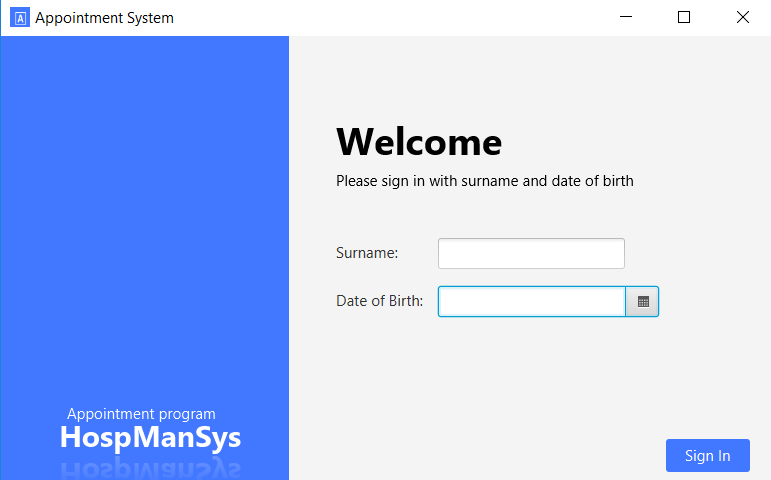 Appointment System
Welcome
Please sign in with surname and date of birth
Surname:
Date of Birth:
Appointment program
HospManSys
Sign In